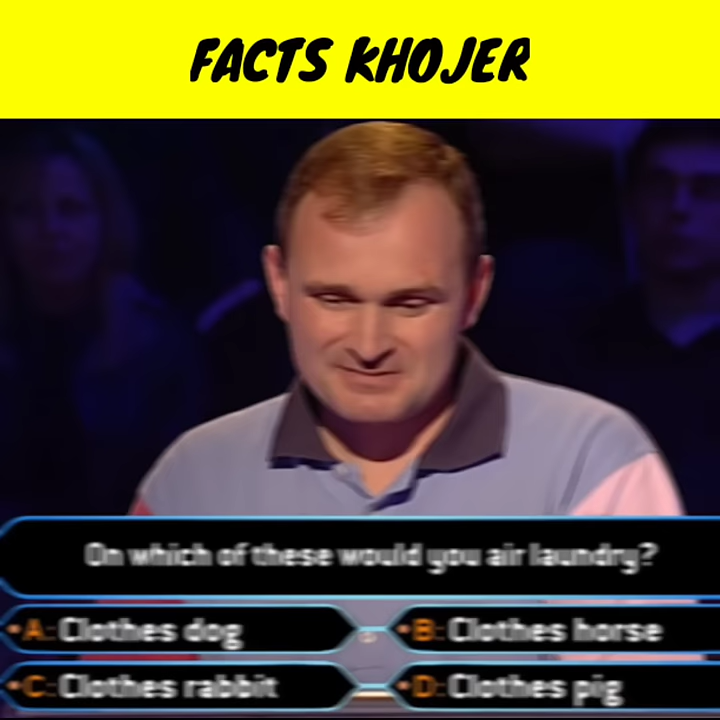 FACTS KHOJER
On which of these would you air laundry?
•A: Clothes dog
•B: Clothes horse
•C: Clothes rabbit
•D: Clothes pig